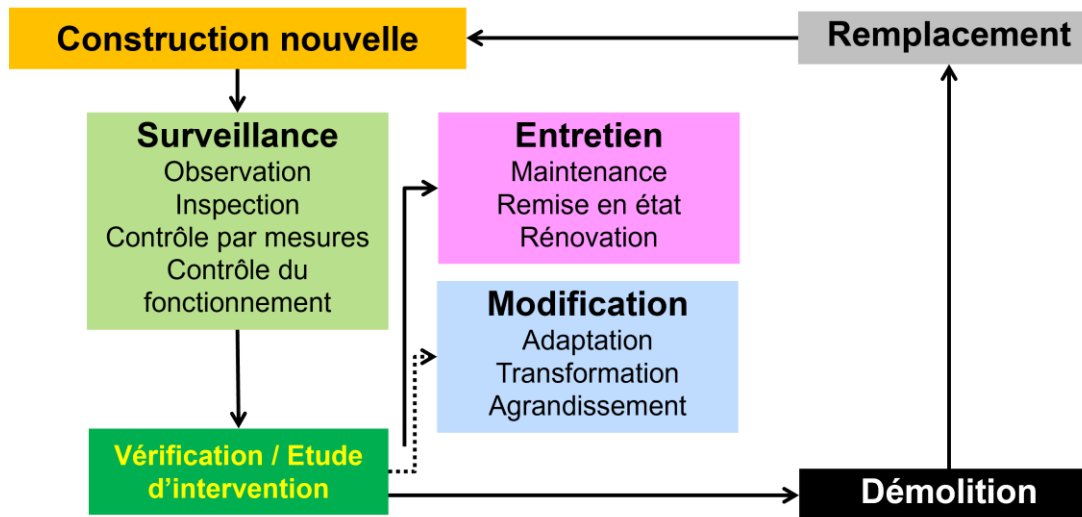 Construction nouvelle
Remplacement
Surveillance
Observation
Inspection
Contrôle par mesures
Contrôle du
fonctionnement
Entretien
Maintenance
Remise en état
Rénovation
Modification
Adaptation
Transformation
Agrandissement
Vérification / Etude
d'intervention
Démolition